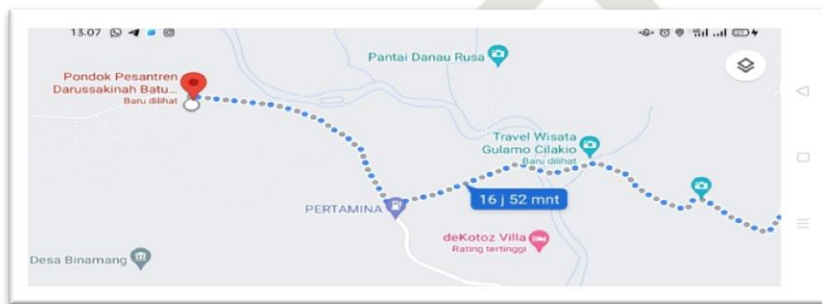 13.07
Pantai Danau Rusa
Pondok Pesantren
Darussakinah Batu...
Baru dilihat
Travel Wisata
Gulamo Cilakio
Baru dilihat
16 j 52 mnt
PERTAMINA
deKotoz Villa
Rating tertinggi
Desa Binamang